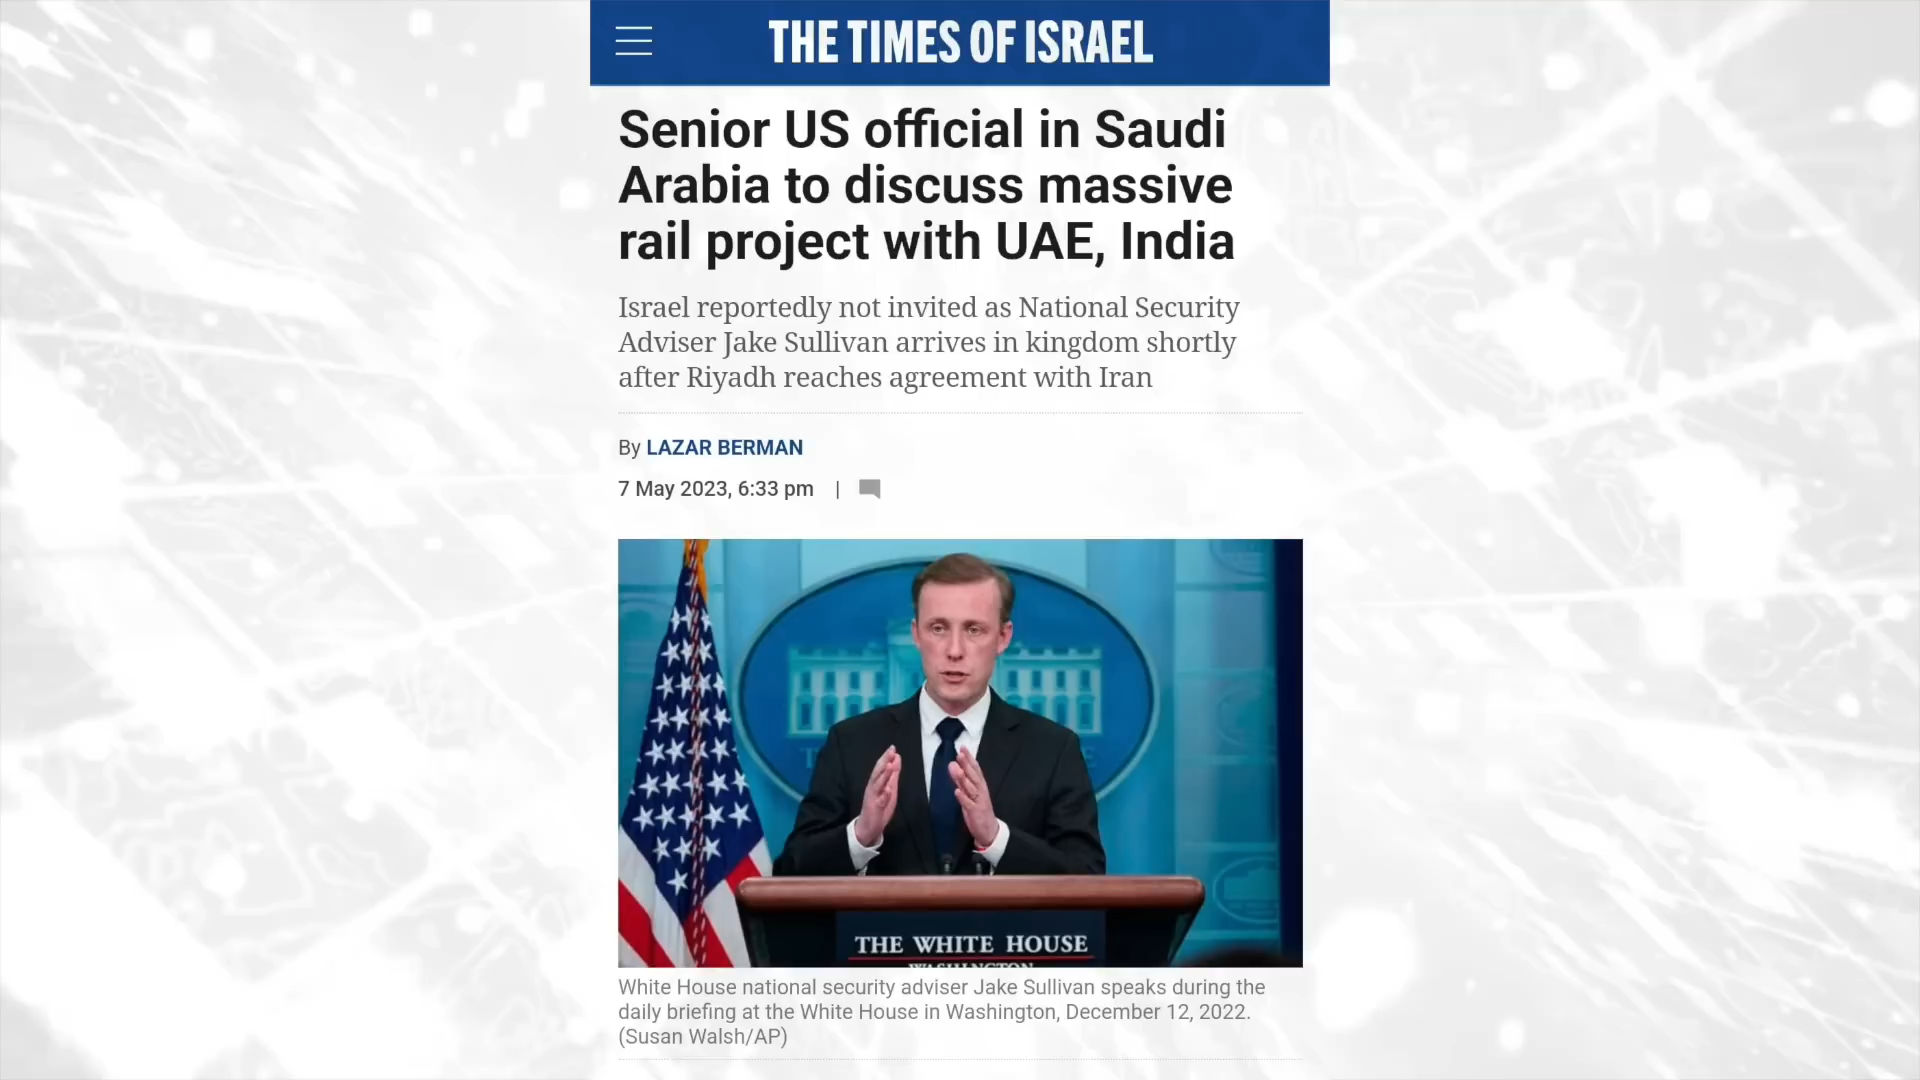 THE TIMES OF ISRAEL
Senior US official in Saudi
Arabia to discuss massive
rail project with UAE, India
Israel reportedly not invited as National Security
Adviser Jake Sullivan arrives in kingdom shortly
after Riyadh reaches agreement with Iran
By LAZAR BERMAN
7 May 2023, 6:33 pm |
THE WHITE HOUSE
WASHINGTON
White House national security adviser Jake Sullivan speaks during the
daily briefing at the White House in Washington, December 12, 2022.
(Susan Walsh/AP)